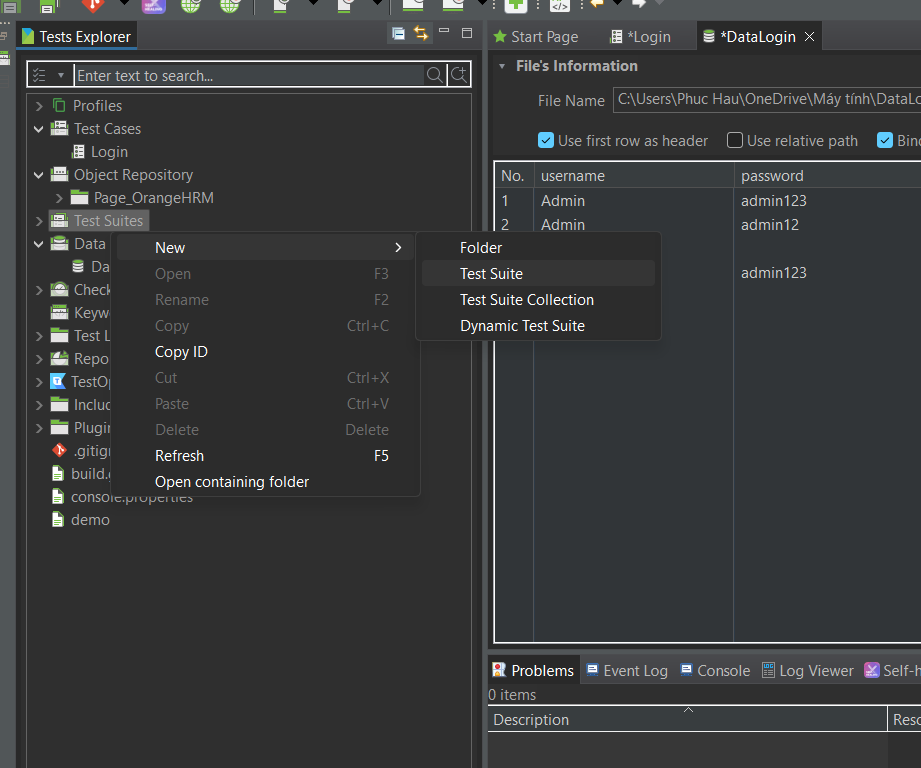 Tests Explorer
Start Page
*Login
*DataLogin
Enter text to search...
File's Information
File Name
C:\Users\Phuc Hau\OneDrive\Máy tính\DataLo
Use first row as header
Use relative path
Bin
No.
username
password
1
Admin
admin123
2
Admin
admin12
admin123
Profiles
Test Cases
Login
Object Repository
Page_OrangeHRM
Test Suites
Data
Da
Check
Keyw
Test L
Repo
TestOp
Includ
Plugin
.gitign
build.g
console.properties
demo
New
Open F3
Rename F2
Copy Ctrl+C
Copy ID
Cut Ctrl+X
Paste Ctrl+V
Delete Delete
Refresh F5
Open containing folder
Folder
Test Suite
Test Suite Collection
Dynamic Test Suite
Problems
Event Log
Console
Log Viewer
Self-h
0 items
Description
Reso